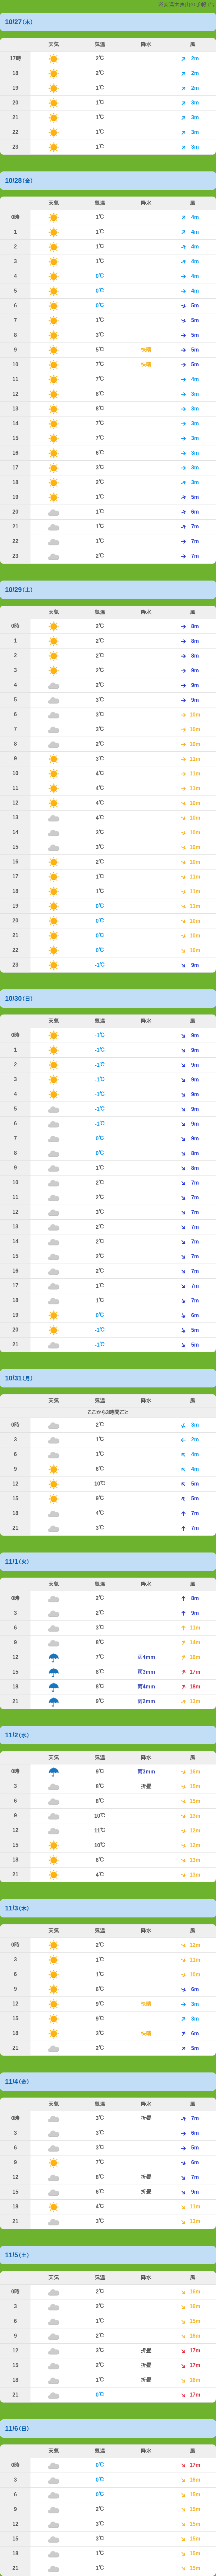 ※安達太良山の予報です
10/27(木)
天気 気温 降水 風
17時 2℃ 2m
18 2℃ 2m
19 1℃ 2m
20 1℃ 3m
21 1℃ 3m
22 1℃ 3m
23 1℃ 3m
10/28(金)
天気 気温 降水 風
0時 1℃ 4m
1 1℃ 4m
2 1℃ 4m
3 1℃ 4m
4 0℃ 4m
5 0℃ 4m
6 0℃ 5m
7 1℃ 5m
8 3℃ 5m
9 5℃ 快晴 5m
10 7℃ 快晴 5m
11 7℃ 4m
12 8℃ 3m
13 8℃ 3m
14 7℃ 3m
15 7℃ 3m
16 6℃ 3m
17 3℃ 3m
18 2℃ 3m
19 1℃ 5m
20 1℃ 6m
21 1℃ 7m
22 1℃ 7m
23 2℃ 7m
10/29(土)
天気 気温 降水 風
0時 2℃ 8m
1 2℃ 8m
2 2℃ 8m
3 2℃ 9m
4 2℃ 9m
5 3℃ 9m
6 3℃ 10m
7 3℃ 10m
8 2℃ 10m
9 3℃ 11m
10 4℃ 11m
11 4℃ 11m
12 4℃ 10m
13 4℃ 10m
14 3℃ 10m
15 3℃ 10m
16 2℃ 10m
17 1℃ 11m
18 1℃ 11m
19 0℃ 11m
20 0℃ 10m
21 0℃ 10m
22 0℃ 10m
23 -1℃ 9m
10/30(日)
天気 気温 降水 風
0時 -1℃ 9m
1 -1℃ 9m
2 -1℃ 9m
3 -1℃ 9m
4 -1℃ 9m
5 -1℃ 9m
6 -1℃ 9m
7 0℃ 9m
8 0℃ 8m
9 1℃ 8m
10 2℃ 7m
11 2℃ 7m
12 3℃ 7m
13 2℃ 7m
14 2℃ 7m
15 2℃ 7m
16 2℃ 7m
17 1℃ 7m
18 1℃ 7m
19 0℃ 6m
20 -1℃ 5m
21 -1℃ 5m
10/31(月)
天気 気温 降水 風
ここから3時間ごと
0時 2℃ 3m
3 1℃ 2m
6 1℃ 4m
9 6℃ 4m
12 10℃ 5m
15 9℃ 5m
18 4℃ 7m
21 3℃ 7m
11/1(火)
天気 気温 降水 風
0時 2℃ 8m
3 2℃ 9m
6 3℃ 11m
9 6℃ 14m
12 7℃ 雨4mm 16m
15 8℃ 雨3mm 17m
18 8℃ 雨4mm 18m
21 9℃ 雨2mm 13m
11/2(水)
天気 気温 降水 風
0時 9℃ 雨3mm 16m
3 8℃ 折畳 15m
6 8℃ 15m
9 10℃ 13m
12 11℃ 12m
15 10℃ 12m
18 6℃ 13m
21 4℃ 13m
11/3(木)
天気 気温 降水 風
0時 2℃ 12m
3 1℃ 11m
6 1℃ 10m
9 6℃ 6m
12 9℃ 快晴 3m
15 9℃ 3m
18 3℃ 快晴 6m
21 2℃ 5m
11/4(金)
天気 気温 降水 風
0時 3℃ 折畳 7m
3 3℃ 6m
6 3℃ 5m
9 7℃ 6m
12 8℃ 折畳 7m
15 6℃ 折畳 9m
18 4℃ 11m
21 3℃ 13m
11/5(土)
天気 気温 降水 風
0時 2℃ 16m
3 2℃ 16m
6 1℃ 15m
9 2℃ 16m
12 3℃ 折畳 17m
15 2℃ 折畳 17m
18 1℃ 折畳 16m
21 0℃ 17m
11/6(日)
天気 気温 降水 風
0時 0℃ 17m
3 0℃ 16m
6 0℃ 15m
9 2℃ 15m
12 3℃ 15m
15 3℃ 15m
18 1℃ 15m
21 1℃ 15m